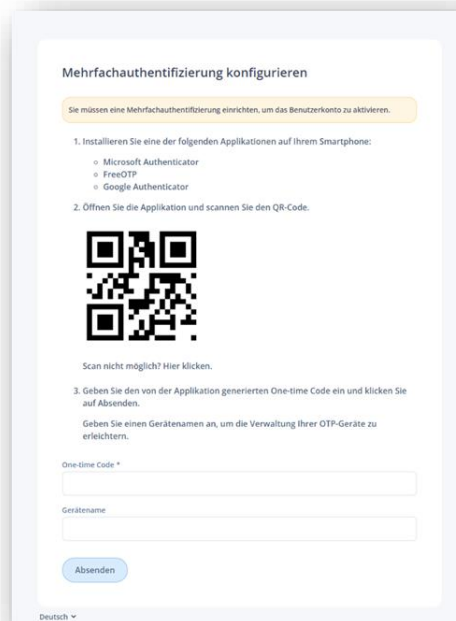 Mehrfachauthentifizierung konfigurieren
Sie müssen eine Mehrfachauthentifizierung einrichten, um das Benutzerkonto zu aktivieren.
1. Installieren Sie eine der folgenden Applikationen auf Ihrem Smartphone:
Microsoft Authenticator
FreeOTP
Google Authenticator
2. Öffnen Sie die Applikation und scannen Sie den QR-Code.
Scan nicht möglich? Hier klicken.
3. Geben Sie den von der Applikation generierten One-time Code ein und klicken Sie
auf Absenden.
Geben Sie einen Gerätenamen an, um die Verwaltung Ihrer OTP-Geräte zu
erleichtern.
One-time Code *
Gerätename
Absenden
Deutsch